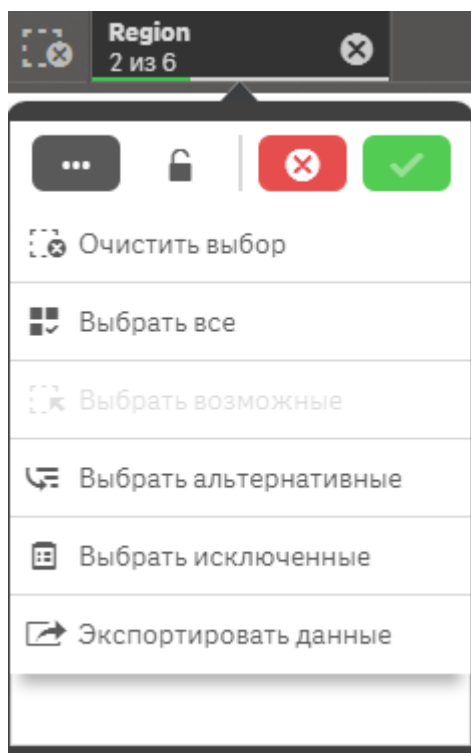 Region
2 из 6
Очистить выбор
Выбрать все
Выбрать возможные
Выбрать альтернативные
Выбрать исключенные
Экспортировать данные